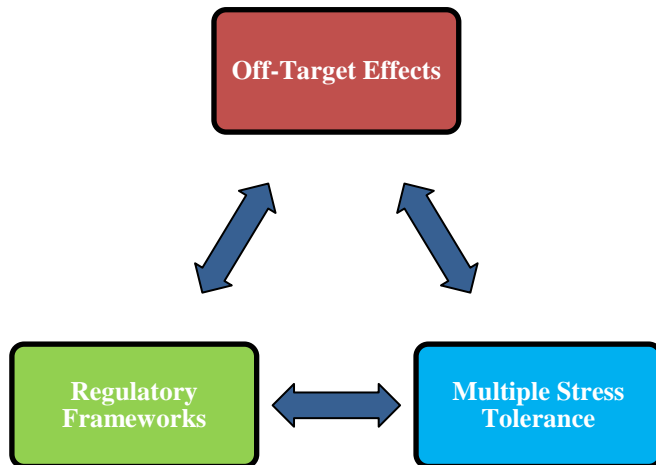 Off-Target Effects
Regulatory
Frameworks
Multiple Stress
Tolerance